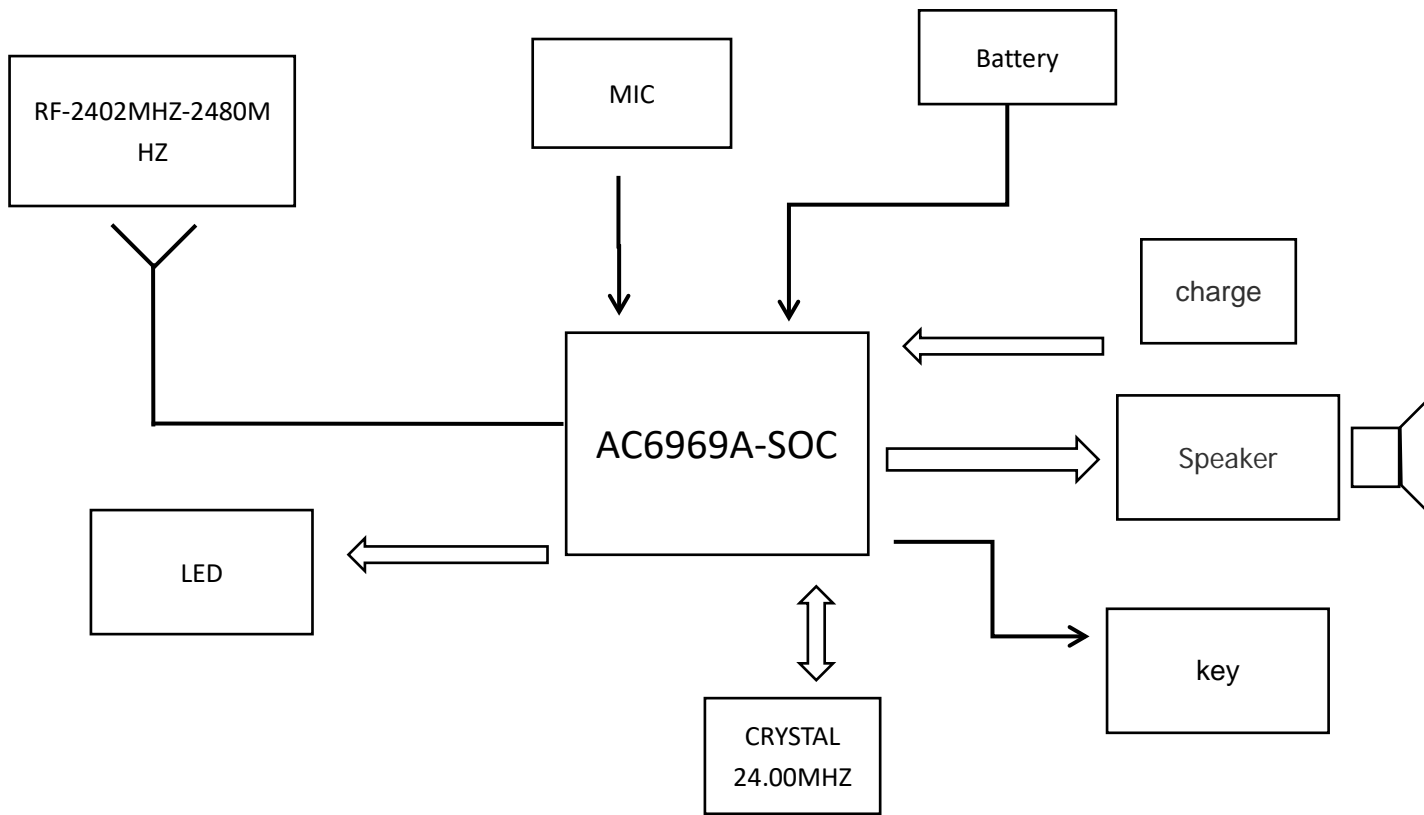 Battery
MIC
RF-2402MHZ-2480M
HZ
charge
AC6969A-SOC
Speaker
LED
key
CRYSTAL
24.00MHZ